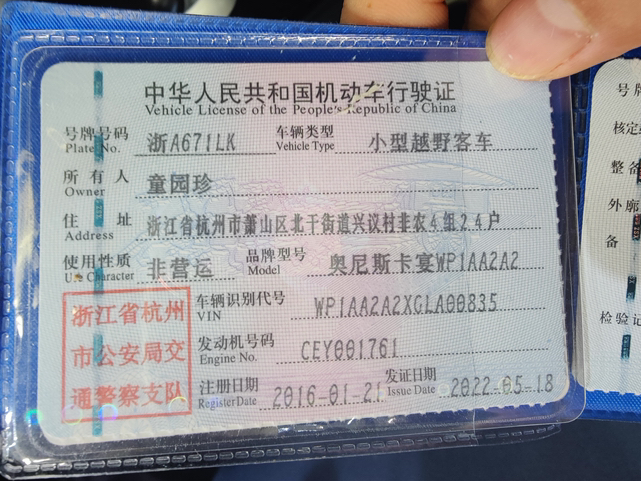 中华人民共和国机动车行驶证
Vehicle License of the People's Republic of China
号牌号码 浙A671LK 车辆类型 小型越野客车
Plate No. Vehicle Type
所有人 童园珍
Owner
住址 浙江省杭州市萧山区北干街道兴议村非农4组24户
Address
使用性质 非营运 品牌型号 奥尼斯卡宴WP1AA2A2
Use Character Model
浙江省杭州
市公安局交
通警察支队
车辆识别代号 WP1AA2A2XGLA00835
VIN
发动机号码 CEY001761
Engine No.
注册日期 2016-01-21 发证日期 2022-05-18
Register Date Issue Date
号牌
核定
整备
外廓
备
检验记